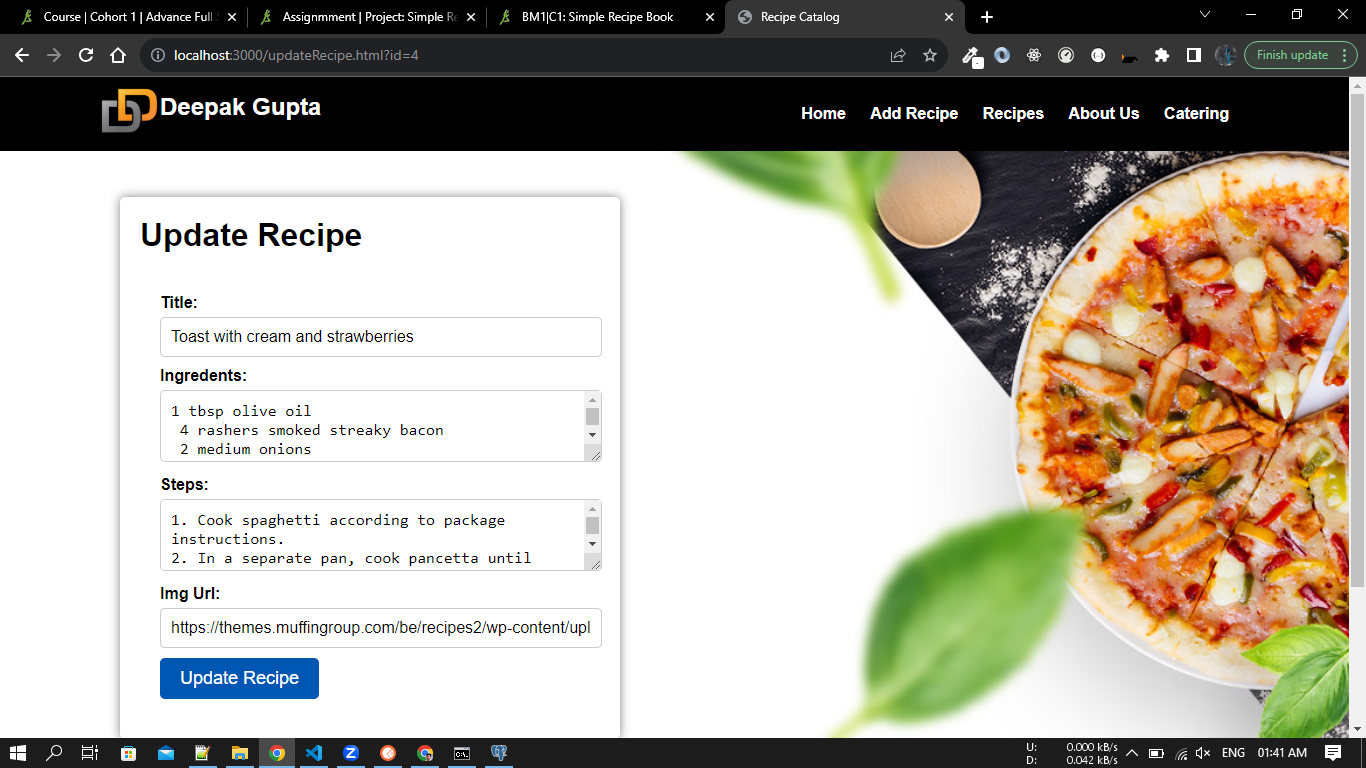 Course | Cohort 1 | Advance Full
Assignmment | Project: Simple Re
BM1|C1: Simple Recipe Book
Recipe Catalog
localhost:3000/updateRecipe.html?id=4
Finish update
Deepak Gupta
Home Add Recipe Recipes About Us Catering
Update Recipe
Title:
Toast with cream and strawberries
Ingredents:
1 tbsp olive oil
4 rashers smoked streaky bacon
2 medium onions
Steps:
1. Cook spaghetti according to package
instructions.
2. In a separate pan, cook pancetta until
Img Url:
https://themes.muffingroup.com/be/recipes2/wp-content/upl
Update Recipe
U: 0.000 kB/s
D: 0.042 kB/s
ENG
01:41 AM